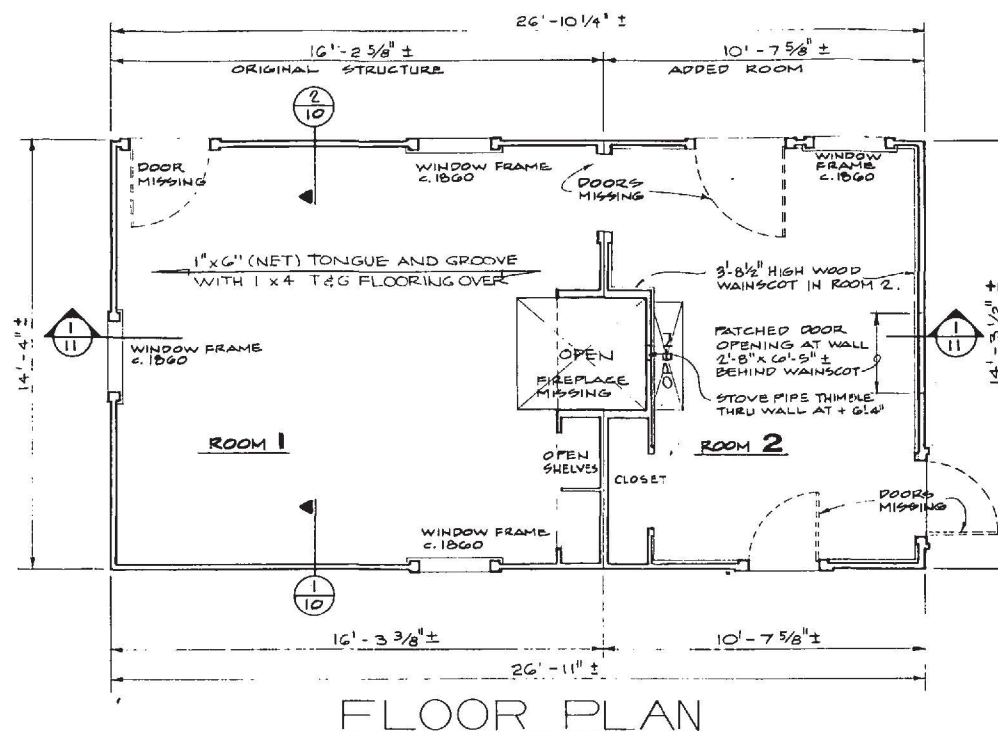 26'-10 1/4" ±
16'-2 5/8" ±
10'-7 5/8" ±
ORIGINAL STRUCTURE
ADDED ROOM
2
10
DOOR
MISSING
WINDOW FRAME
c. 1860
DOORS
MISSING
WINDOW
FRAME
c. 1860
1" x 6" (NET) TONGUE AND GROOVE
WITH 1 x 4 T&G FLOORING OVER
3'-8 1/2" HIGH WOOD
WAINSCOT IN ROOM 2.
14'-4" ±
1
11
WINDOW FRAME
c. 1860
OPEN
FIREPLACE
MISSING
PATCHED DOOR
OPENING AT WALL
2'-8" x 6'-5" ±
BEHIND WAINSCOT
1
11
14'-3 1/2" ±
STOVE PIPE THIMBLE
THRU WALL AT + 6'4"
ROOM 1
OPEN
SHELVES
CLOSET
ROOM 2
DOORS
MISSING
WINDOW FRAME
c. 1860
1
10
16'-3 3/8" ±
10'-7 5/8" ±
26'-11" ±
FLOOR PLAN